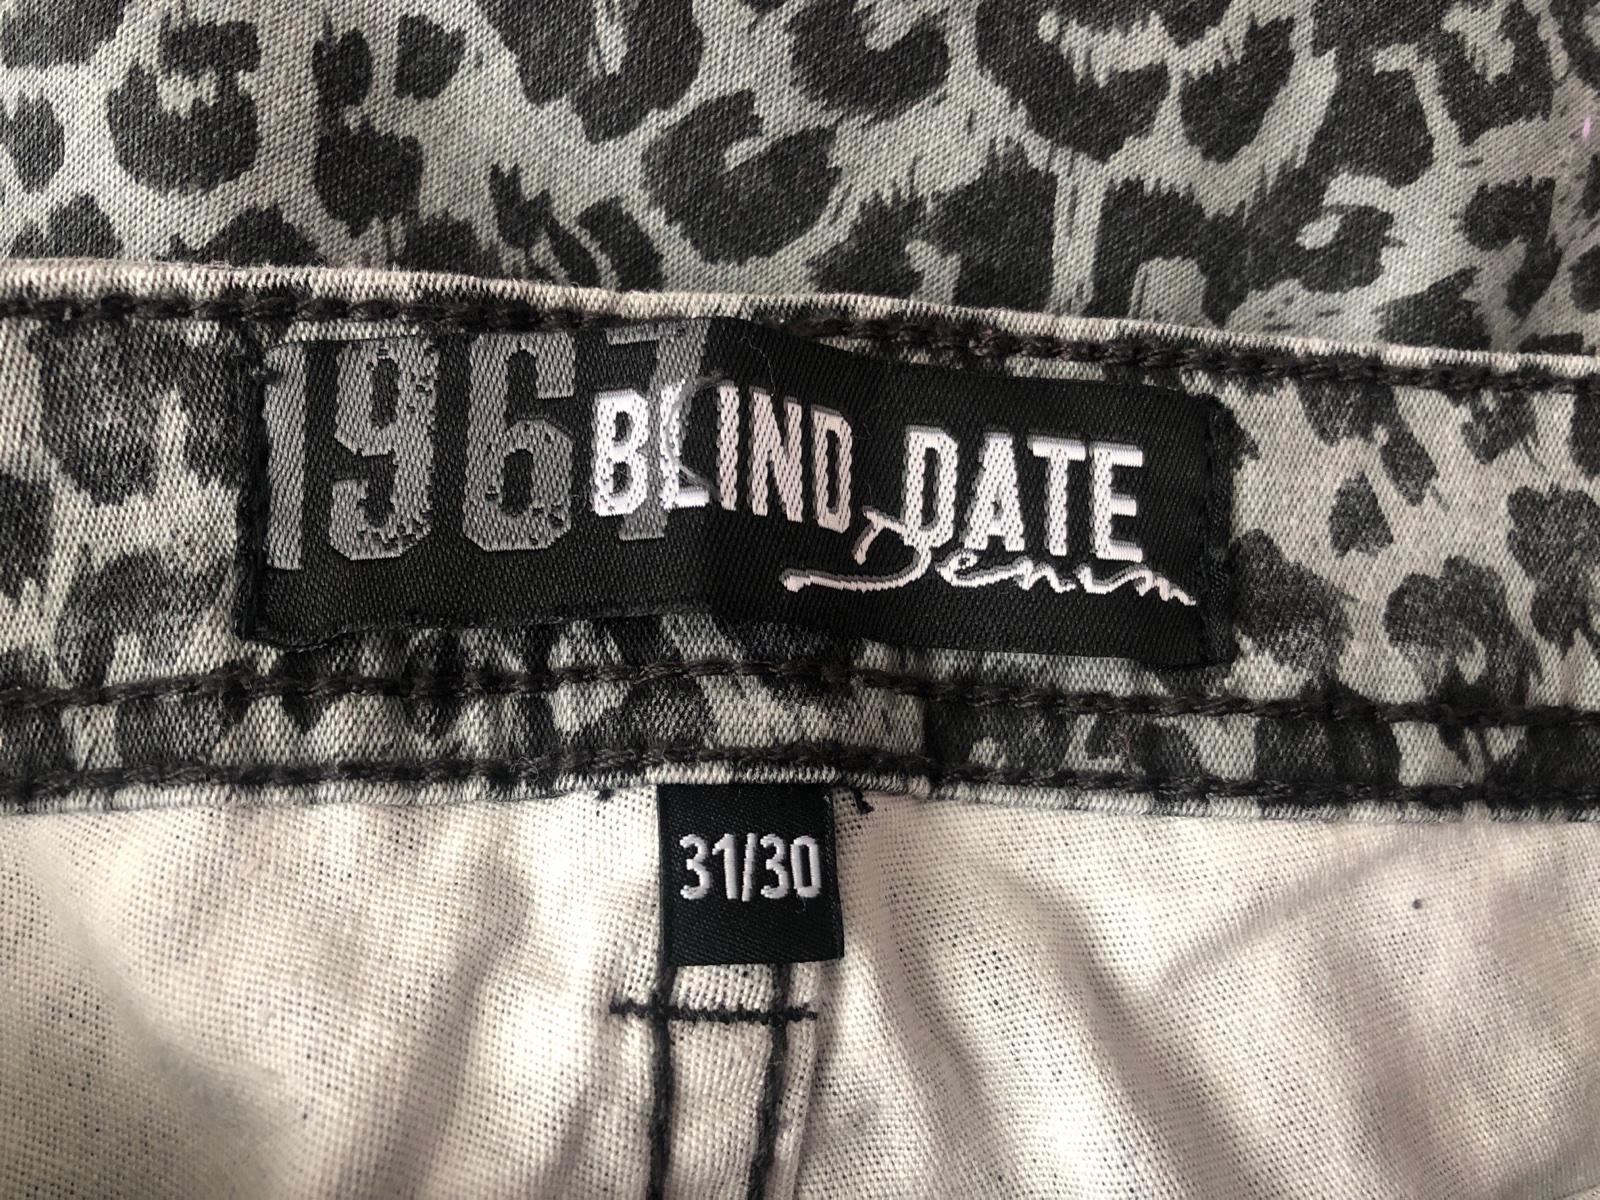 1967
BLIND DATE
Denim
31/30